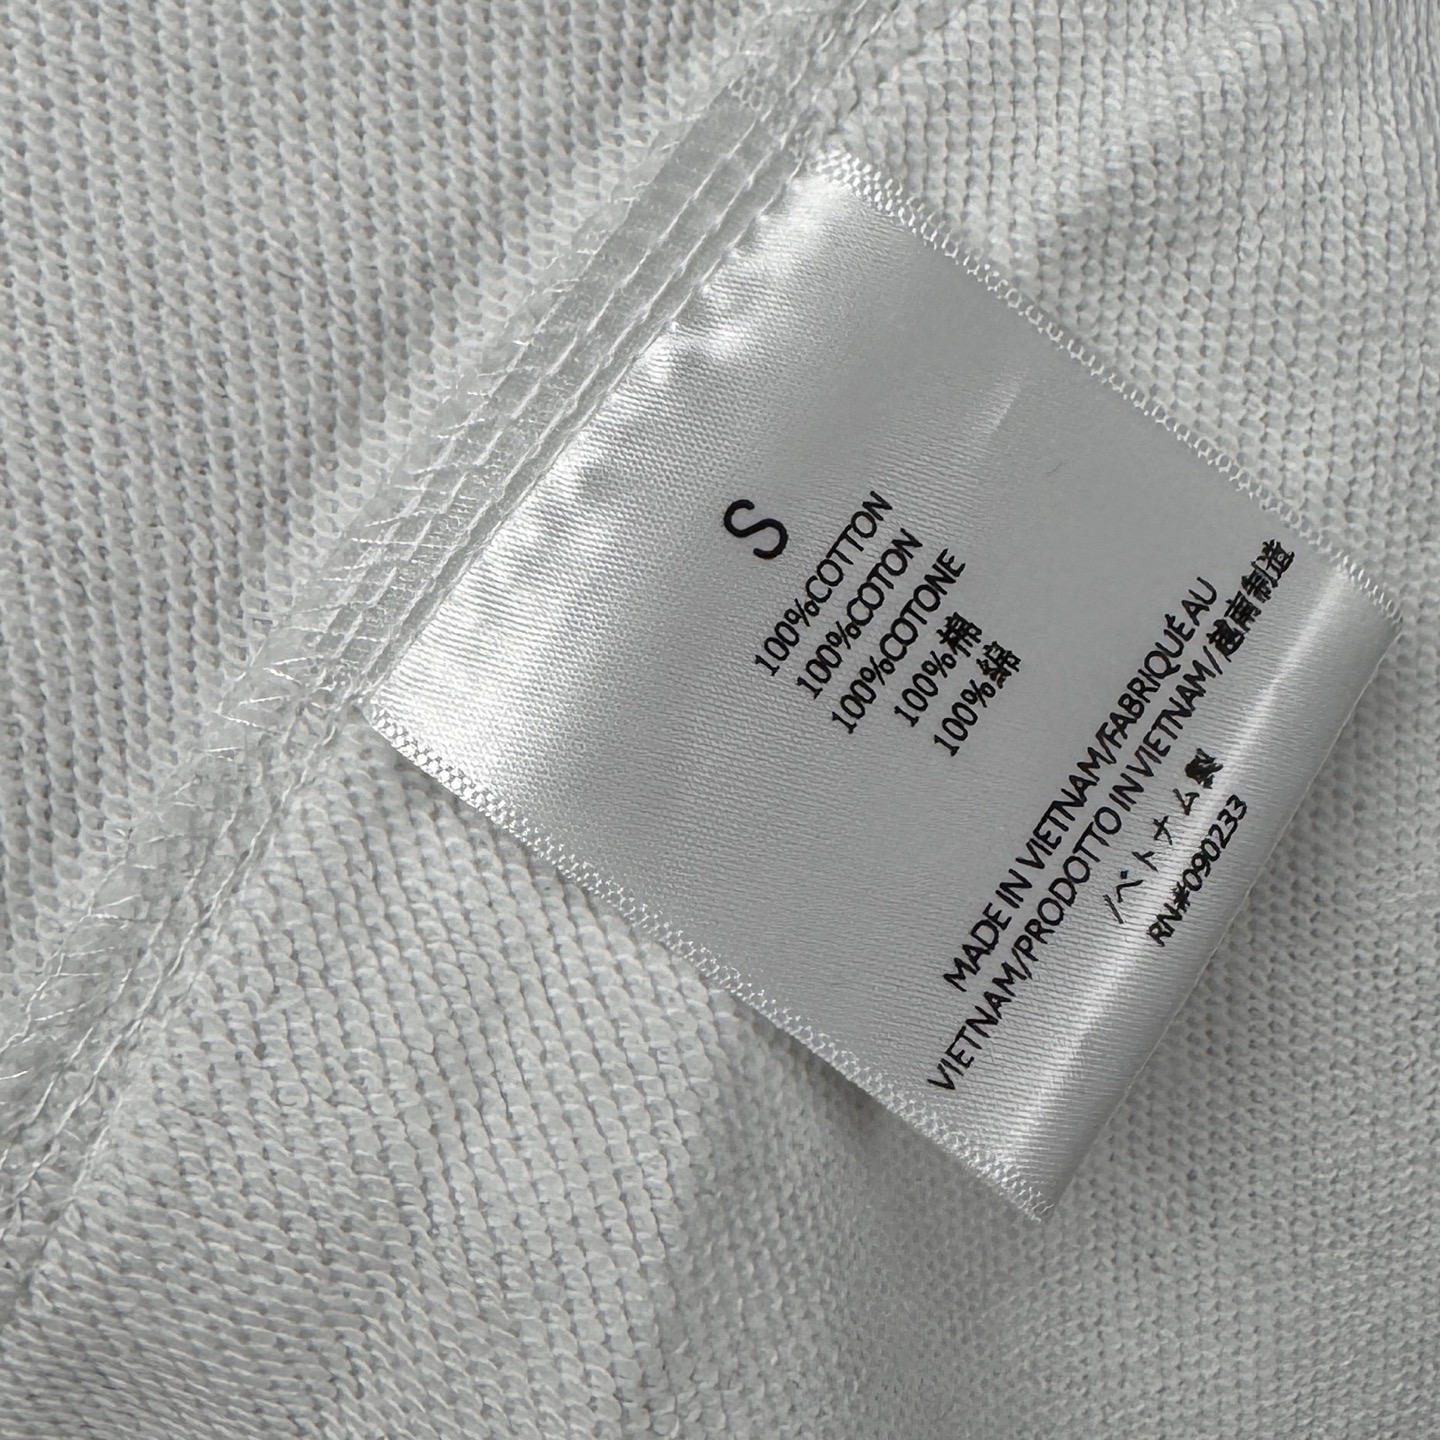 S
100%COTTON
100%COTON
100%COTONE
100%棉
100%綿
MADE IN VIETNAM/FABRIQUÉ AU
VIETNAM/PRODOTTO IN VIETNAM/越南制造
/ベトナム製
RN#090233